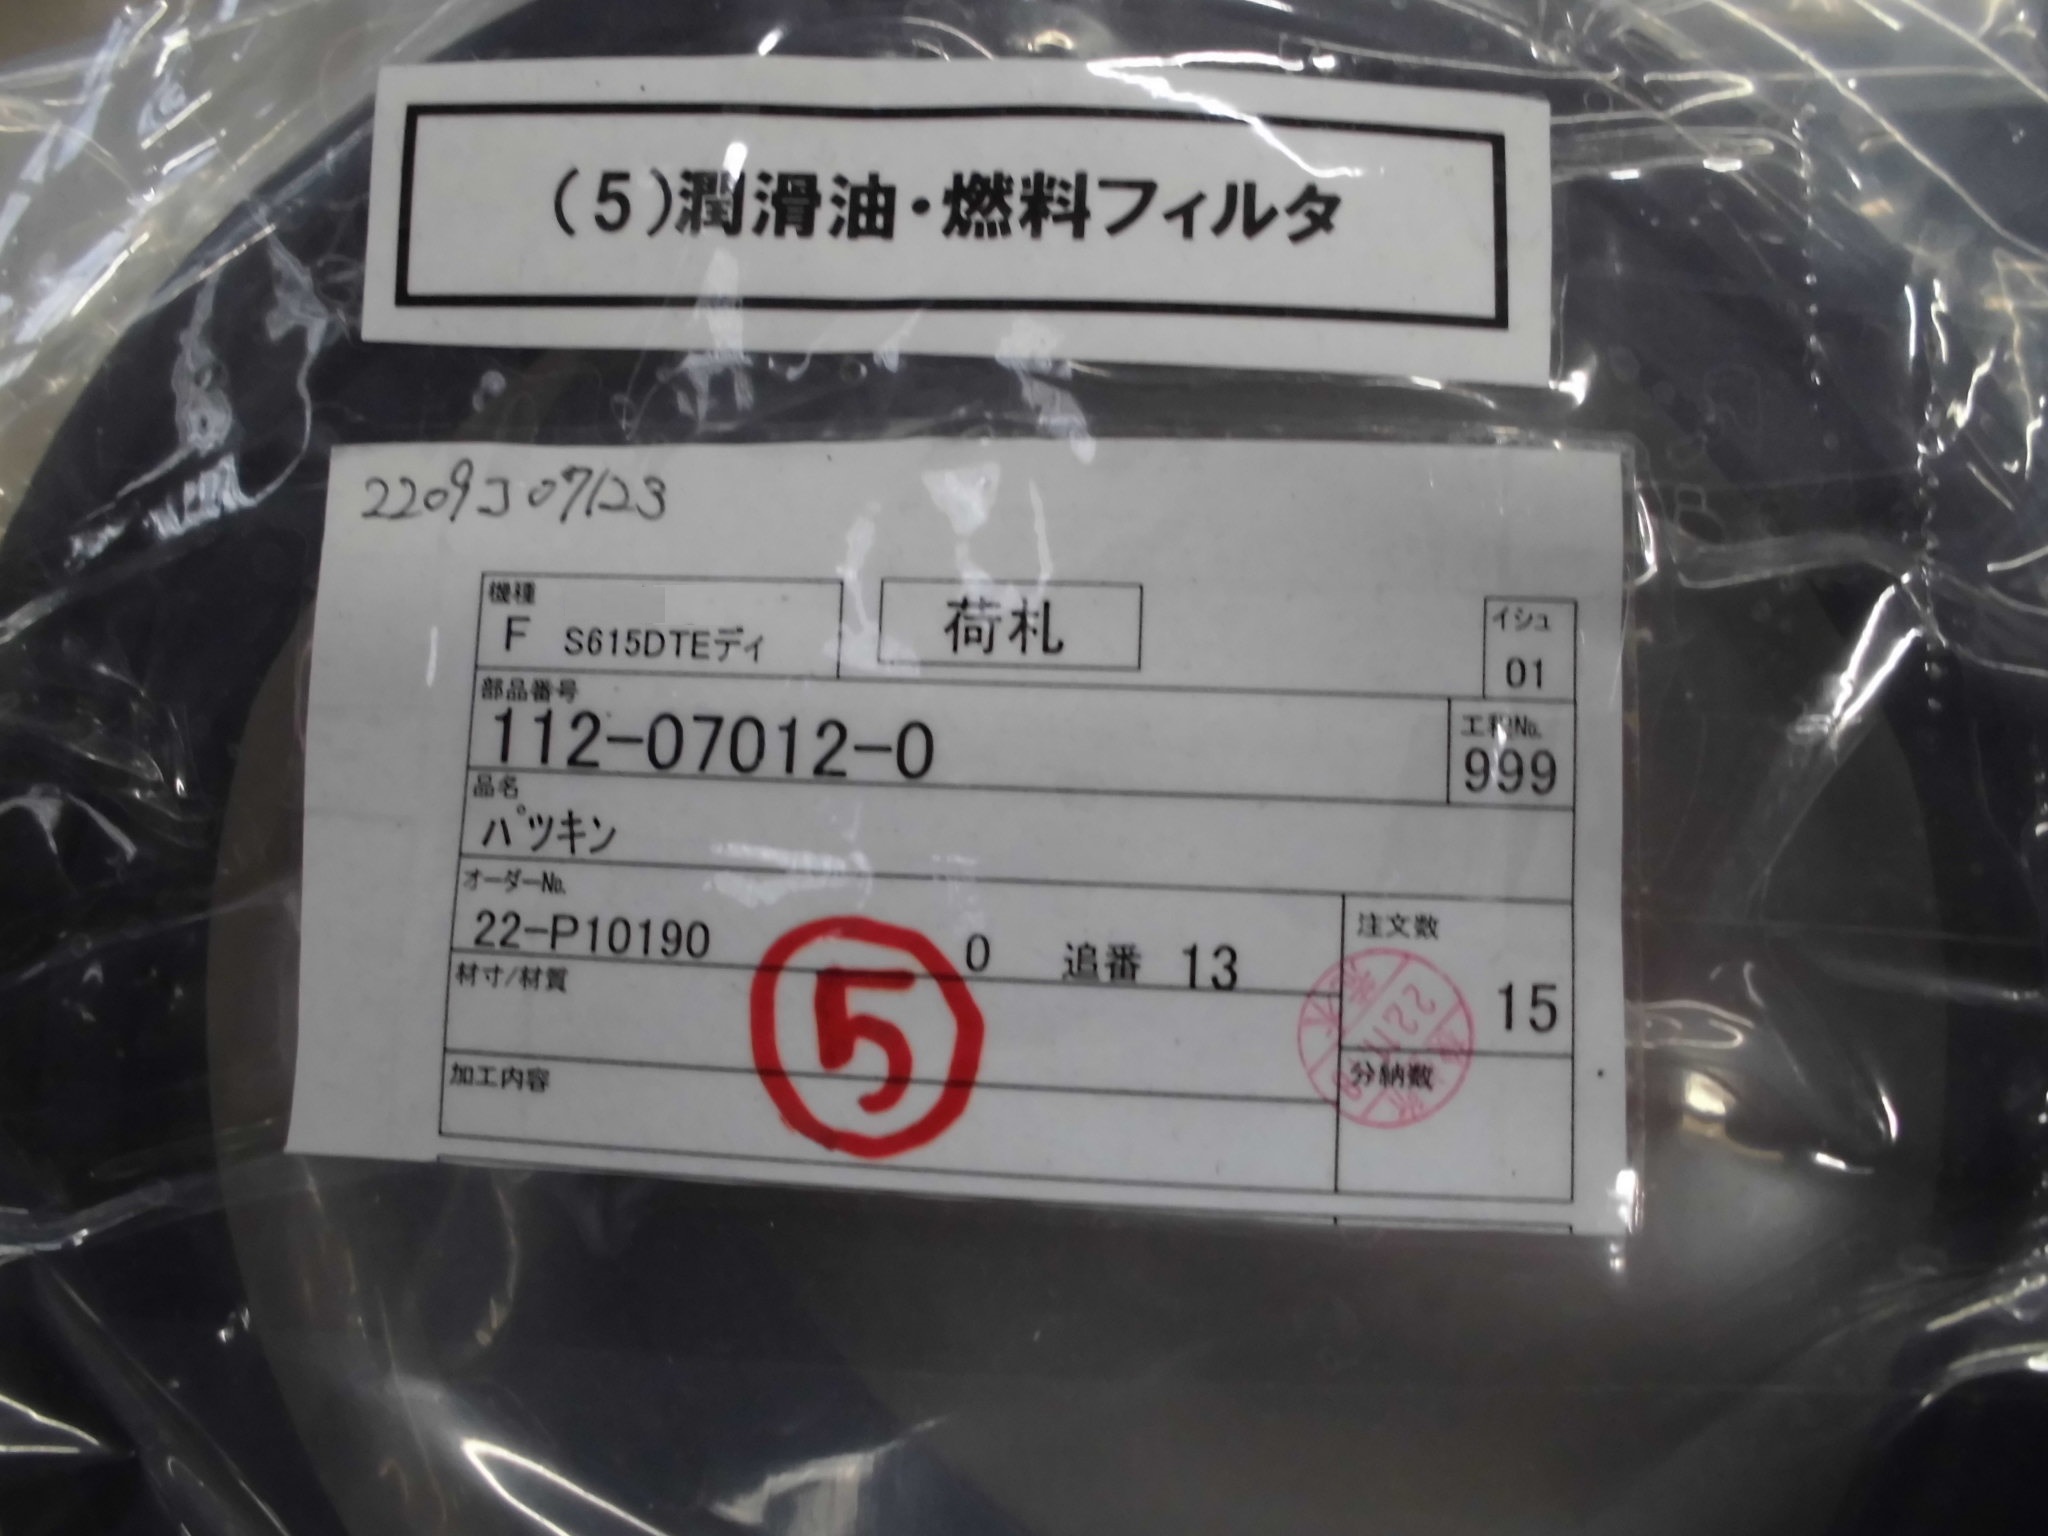 (5)潤滑油・燃料フィルタ
2209J07123
機種
F S615DTEディ
荷札
イシュ
01
部品番号
112-07012-0
工程No.
999
品名
パツキン
オーダーNo.
22-P10190 0 追番 13
注文数
15
材寸/材質
5
分納数
加工内容